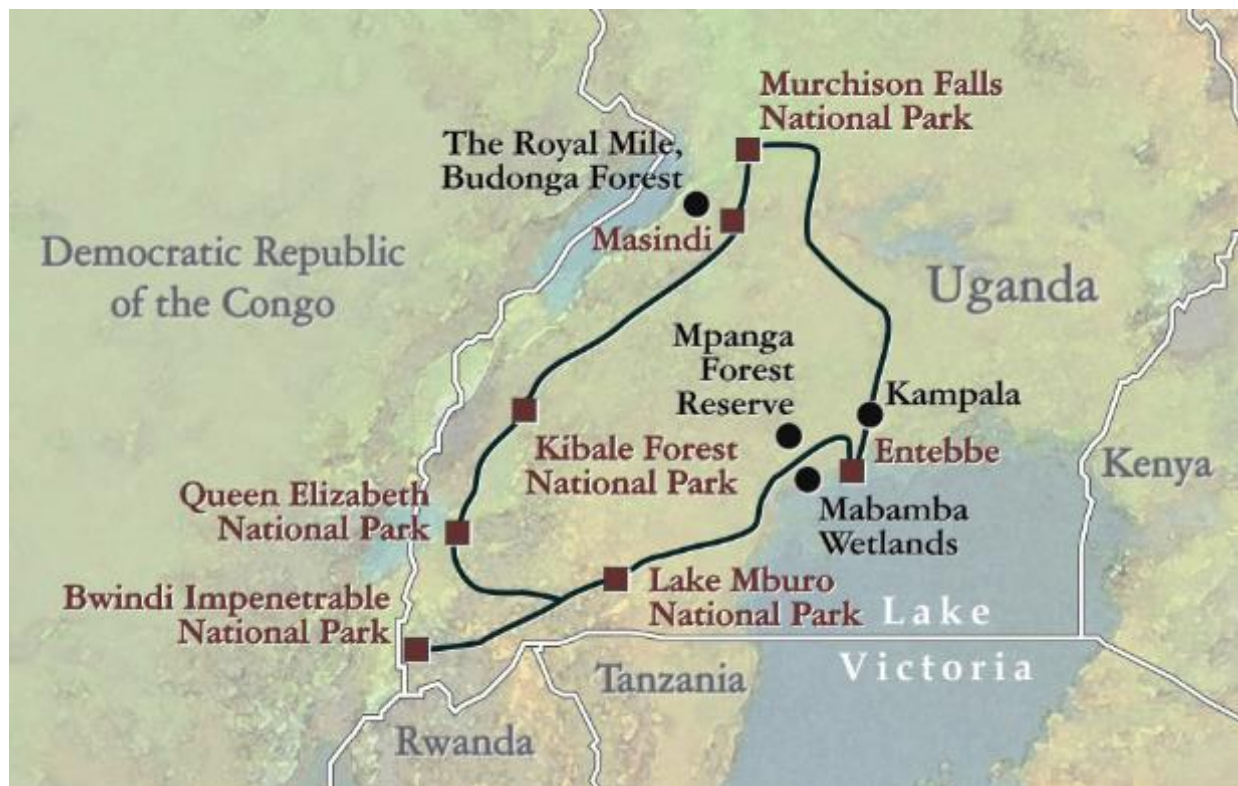 Murchison Falls
National Park
The Royal Mile,
Budonga Forest
Masindi
Democratic Republic
of the Congo
Uganda
Mpanga
Forest
Reserve
Kampala
Kibale Forest
National Park
Entebbe
Kenya
Queen Elizabeth
National Park
Mabamba
Wetlands
Bwindi Impenetrable
National Park
Lake Mburo
National Park
Lake
Victoria
Tanzania
Rwanda